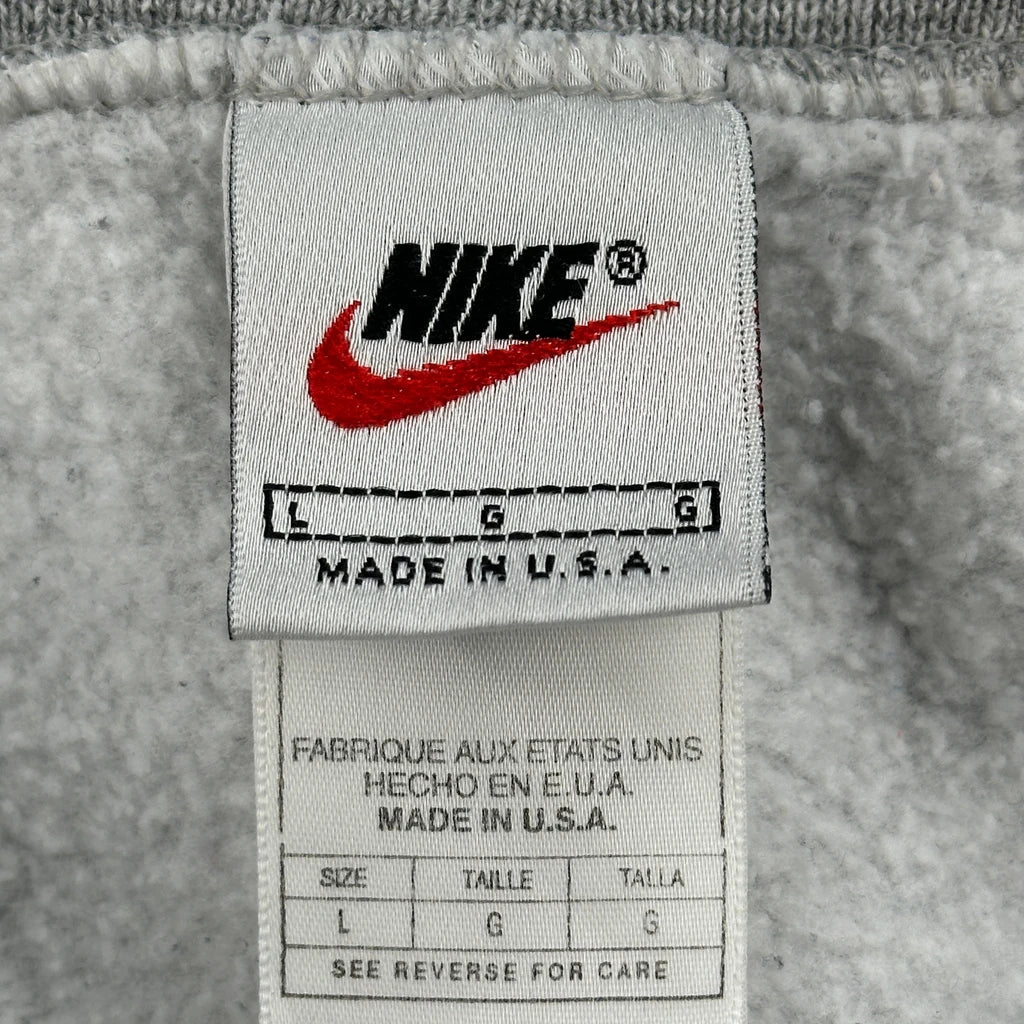 NIKE®
L G G
MADE IN U.S.A.
FABRIQUE AUX ETATS UNIS
HECHO EN E.U.A.
MADE IN U.S.A.
SIZE TAILLE TALLA
L G G
SEE REVERSE FOR CARE